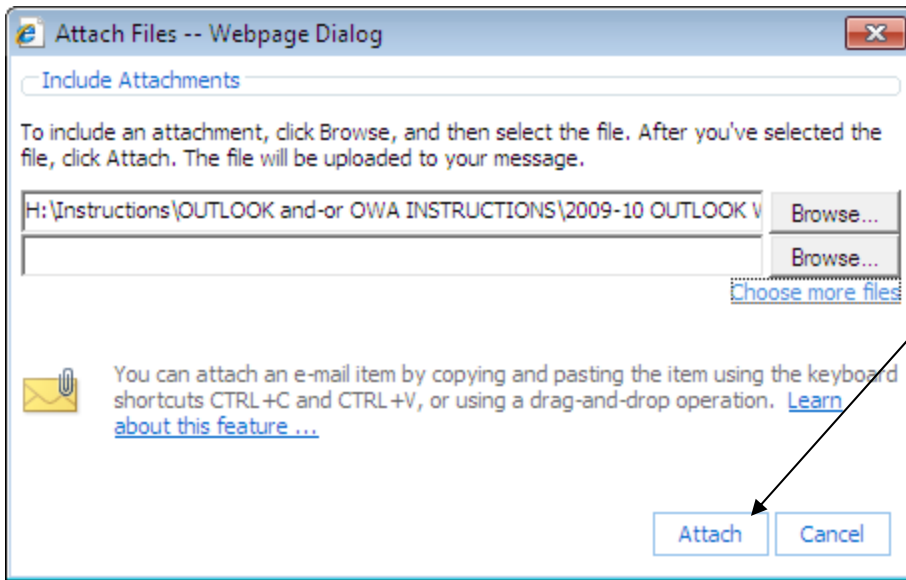 Attach Files -- Webpage Dialog
Include Attachments
To include an attachment, click Browse, and then select the file. After you've selected the
file, click Attach. The file will be uploaded to your message.
H:\Instructions\OUTLOOK and-or OWA INSTRUCTIONS\2009-10 OUTLOOK Browse...
Browse...
Choose more files
You can attach an e-mail item by copying and pasting the item using the keyboard
shortcuts CTRL+C and CTRL+V, or using a drag-and-drop operation. Learn
about this feature ...
Attach Cancel